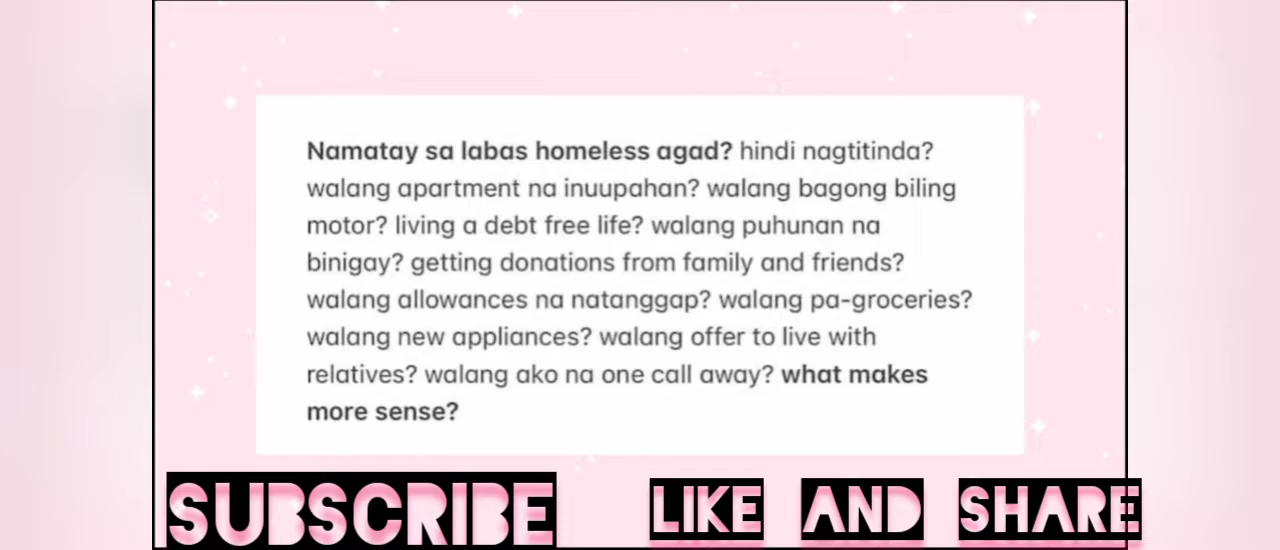 Namatay sa labas homeless agad? hindi nagtitinda?
walang apartment na inuupahan? walang bagong biling
motor? living a debt free life? walang puhunan na
binigay? getting donations from family and friends?
walang allowances na natanggap? walang pa-groceries?
walang new appliances? walang offer to live with
relatives? walang ako na one call away? what makes
more sense?
SUBSCRIBE LIKE AND SHARE